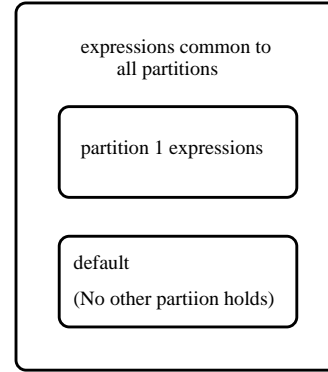 expressions common to
all partitions
partition 1 expressions
default
(No other partiion holds)